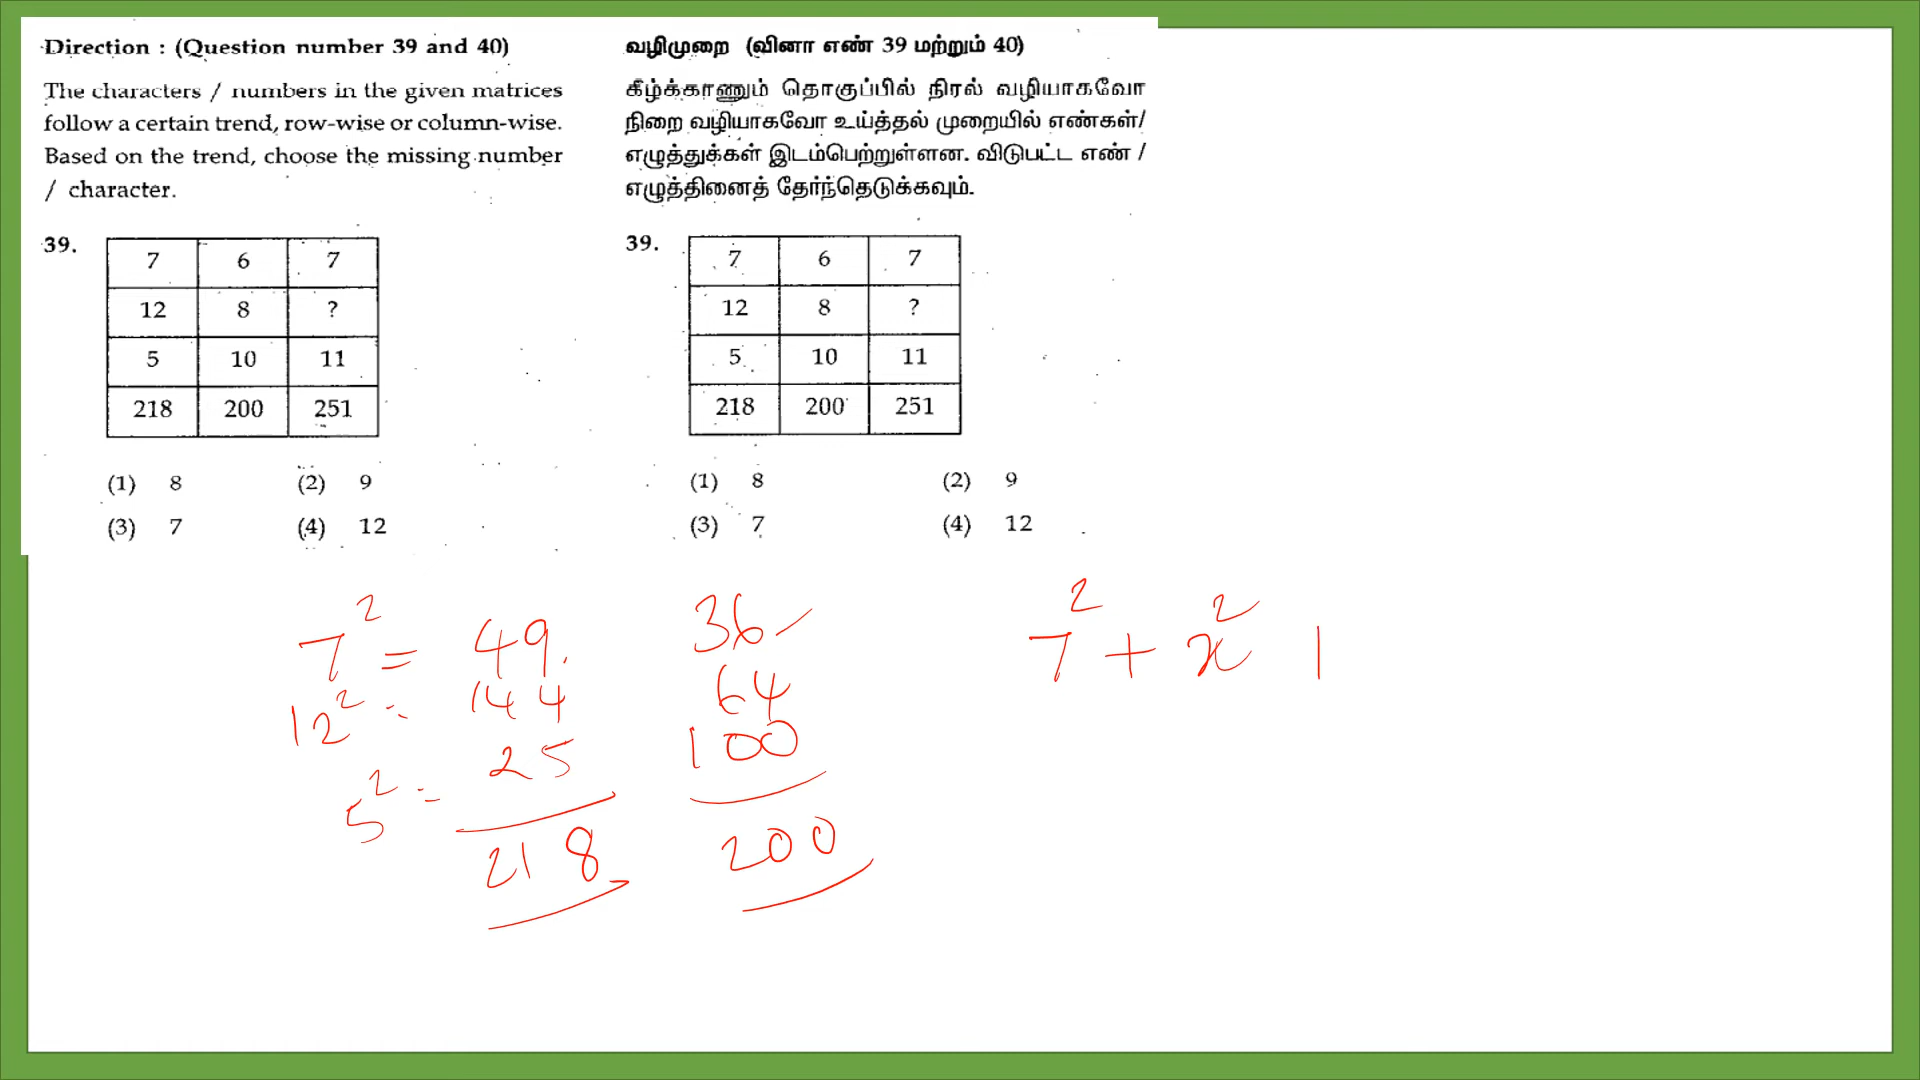 Direction : (Question number 39 and 40)
The characters / numbers in the given matrices
follow a certain trend, row-wise or column-wise.
Based on the trend, choose the missing number
/ character.
39.
7 6 7
12 8 ?
5 10 11
218 200 251
(1) 8 (2) 9
(3) 7 (4) 12
வழிமுறை (வினா எண் 39 மற்றும் 40)
கீழ்க்காணும் தொகுப்பில் நிரல் வழியாகவோ
நிறை வழியாகவோ உய்த்தல் முறையில் எண்கள்/
எழுத்துக்கள் இடம்பெற்றுள்ளன. விடுபட்ட எண் /
எழுத்தினைத் தேர்ந்தெடுக்கவும்.
39.
7 6 7
12 8 ?
5 10 11
218 200 251
(1) 8 (2) 9
(3) 7 (4) 12
7² = 49
12² = 144
5² = 25
218
36
64
100
200
7² + x² 1